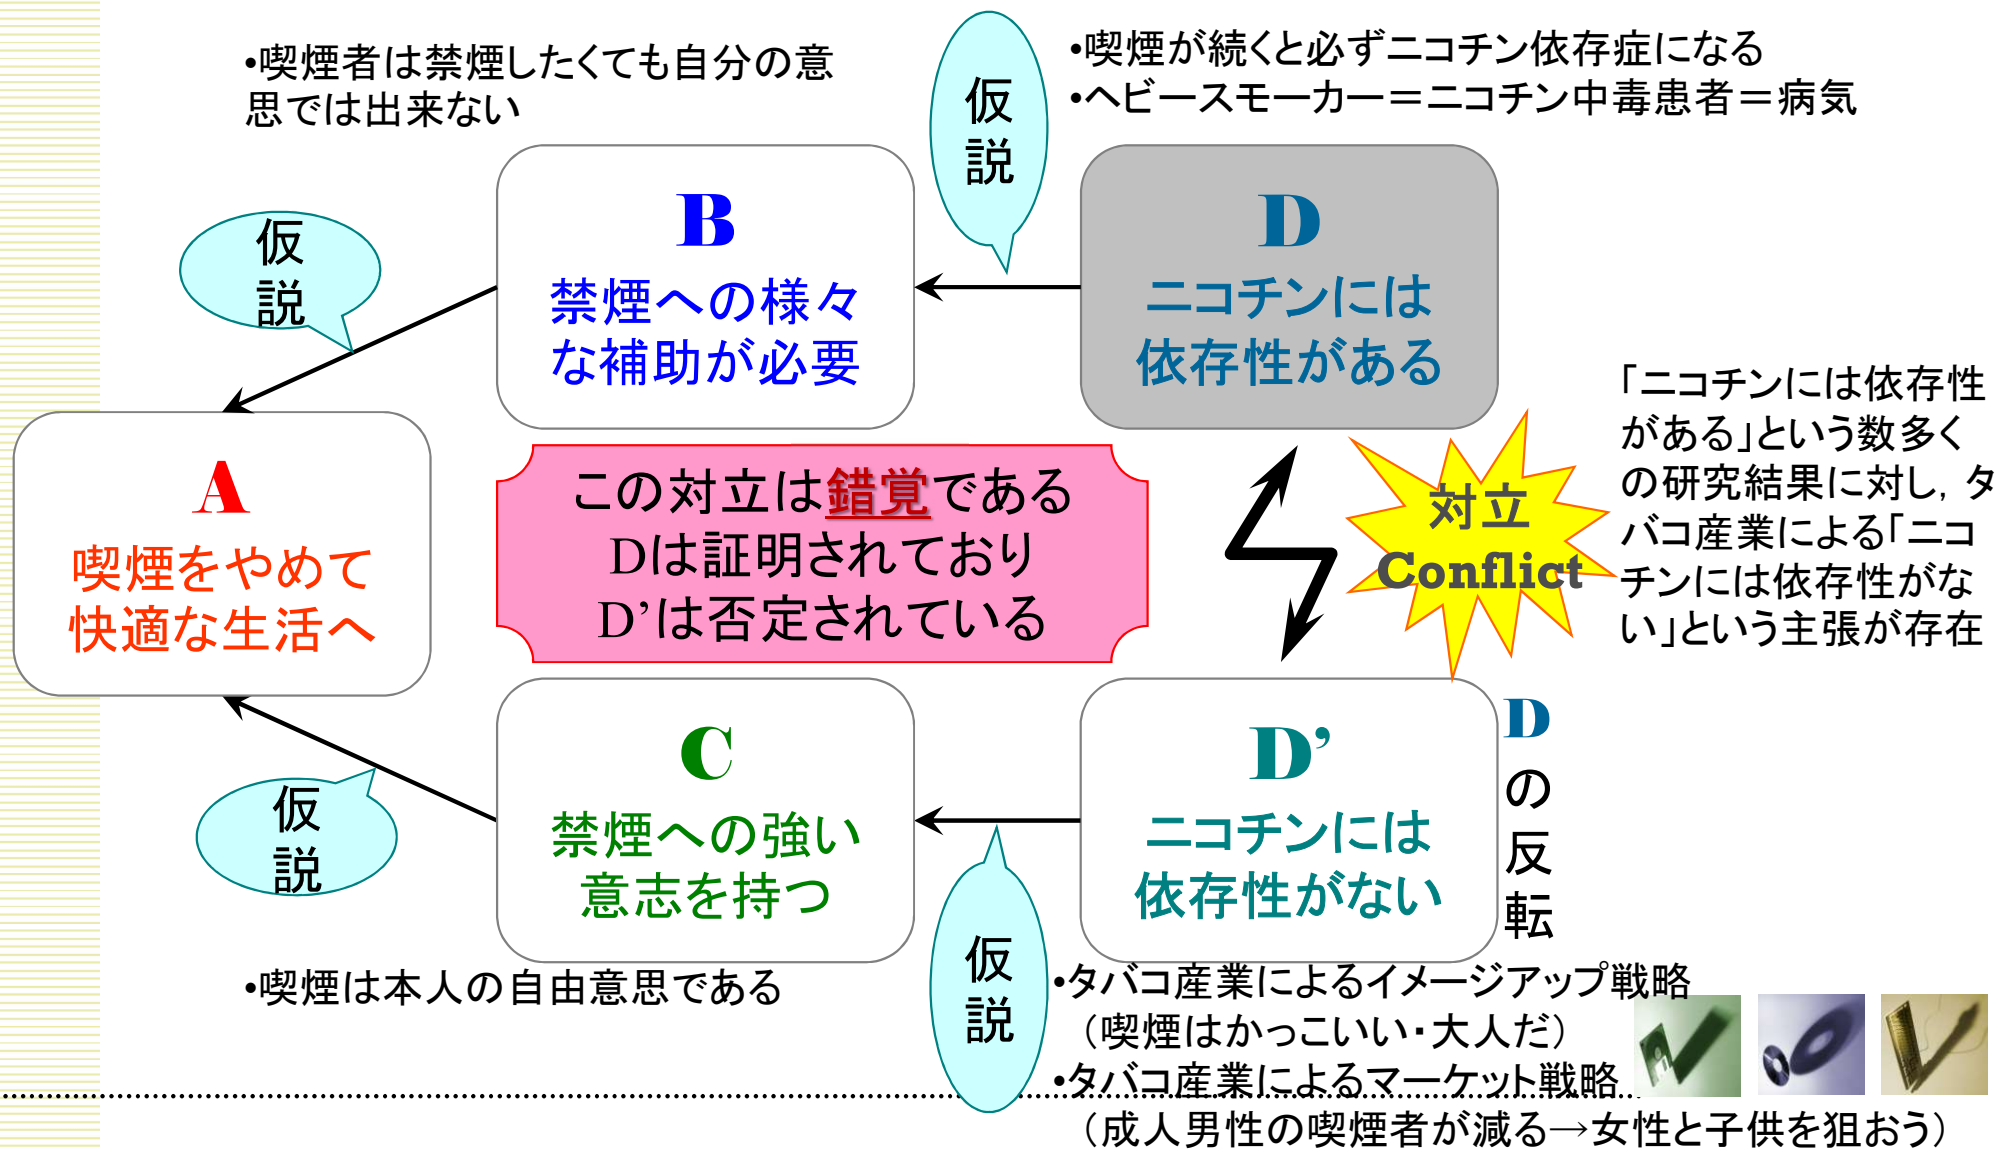 •喫煙者は禁煙したくても自分の意
思では出来ない
仮
説
•喫煙が続くと必ずニコチン依存症になる
•ヘビースモーカー＝ニコチン中毒患者＝病気
仮
説
B
禁煙への様々
な補助が必要
D
ニコチンには
依存性がある
A
喫煙をやめて
快適な生活へ
この対立は錯覚である
Dは証明されており
D’は否定されている
対立
Conflict
「ニコチンには依存性
がある」という数多く
の研究結果に対し，タ
バコ産業による「ニコ
チンには依存性がな
い」という主張が存在
C
禁煙への強い
意志を持つ
D’
ニコチンには
依存性がない
D
の
反
転
仮
説
•喫煙は本人の自由意思である
仮
説
•タバコ産業によるイメージアップ戦略
（喫煙はかっこいい・大人だ）
•タバコ産業によるマーケット戦略
（成人男性の喫煙者が減る→女性と子供を狙おう）